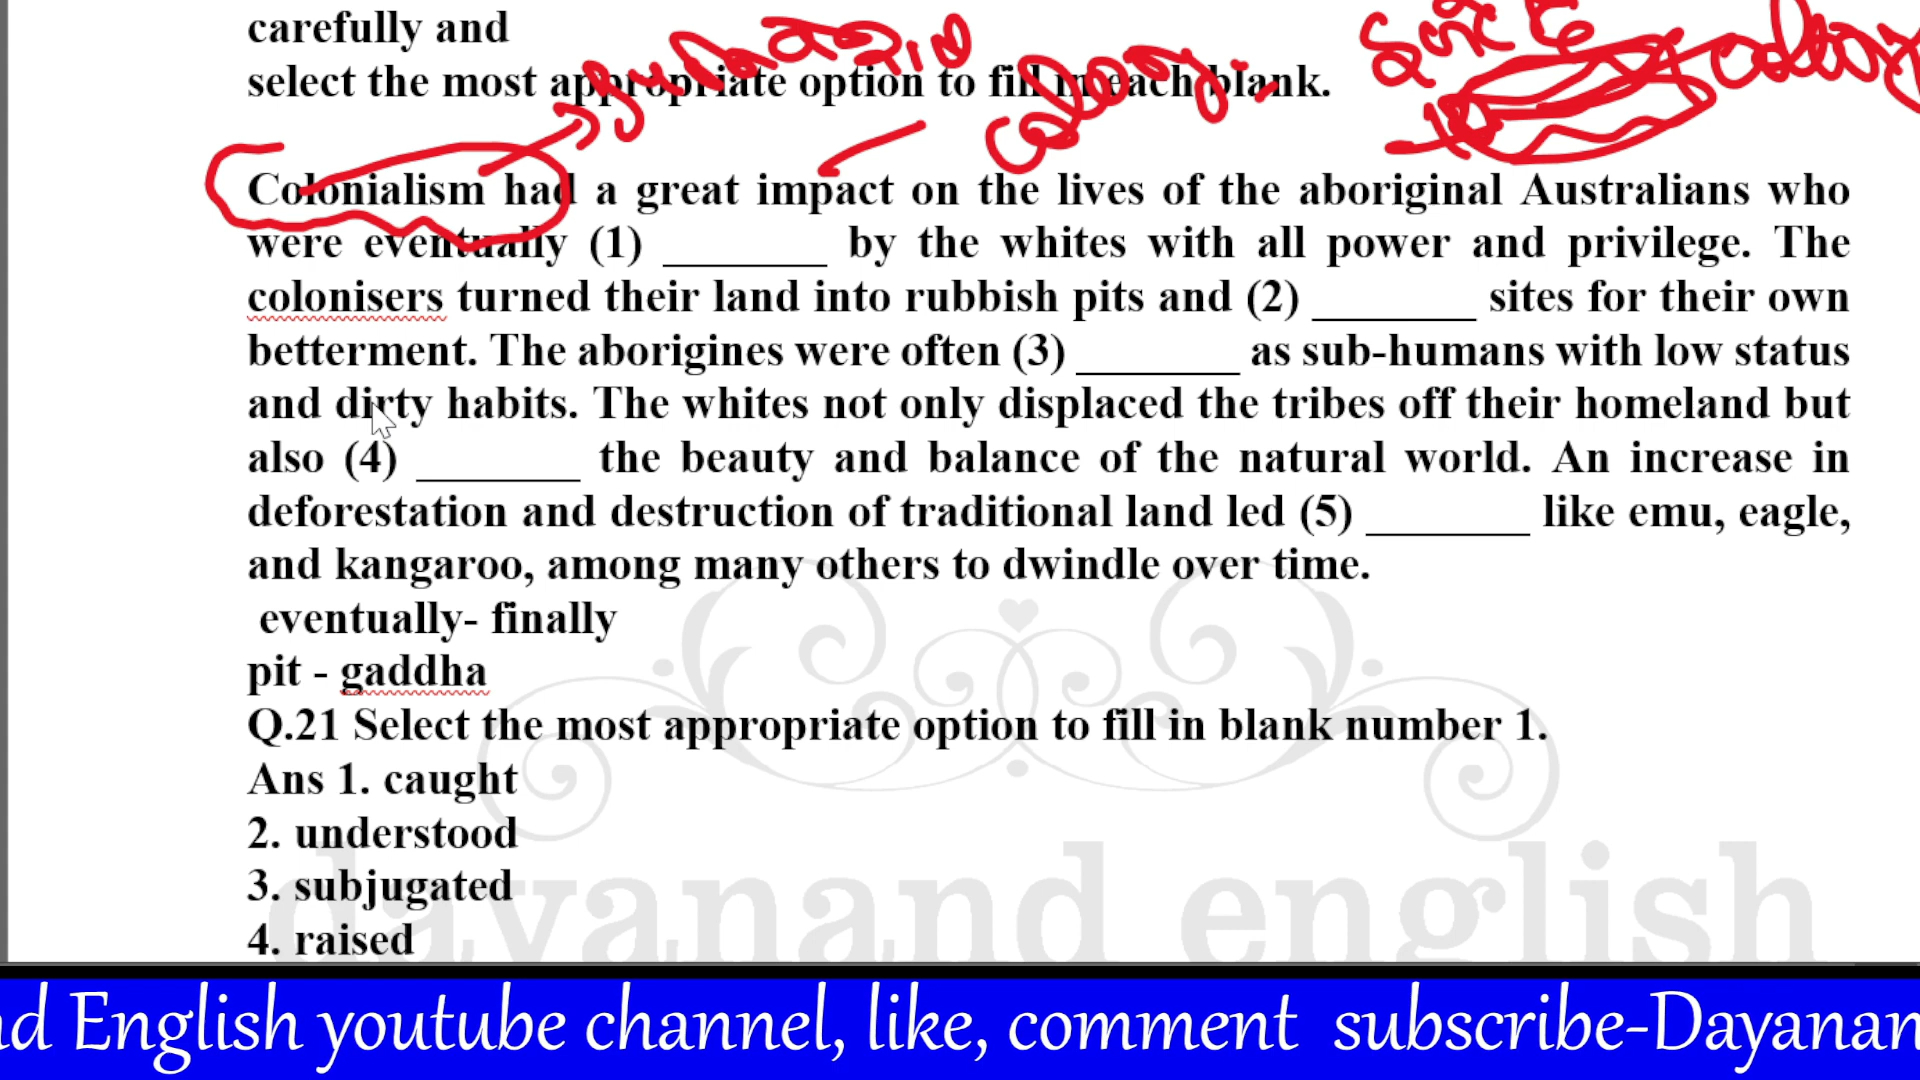 carefully and
select the most appropriate option to fill in each blank.
colony.
Colonialism had a great impact on the lives of the aboriginal Australians who
were eventually (1) _______ by the whites with all power and privilege. The
colonisers turned their land into rubbish pits and (2) _______ sites for their own
betterment. The aborigines were often (3) _______ as sub-humans with low status
and dirty habits. The whites not only displaced the tribes off their homeland but
also (4) _______ the beauty and balance of the natural world. An increase in
deforestation and destruction of traditional land led (5) _______ like emu, eagle,
and kangaroo, among many others to dwindle over time.
eventually- finally
pit - gaddha
Q.21 Select the most appropriate option to fill in blank number 1.
Ans 1. caught
2. understood
3. subjugated
4. raised
dayanand english
d English youtube channel, like, comment subscribe-Dayanan